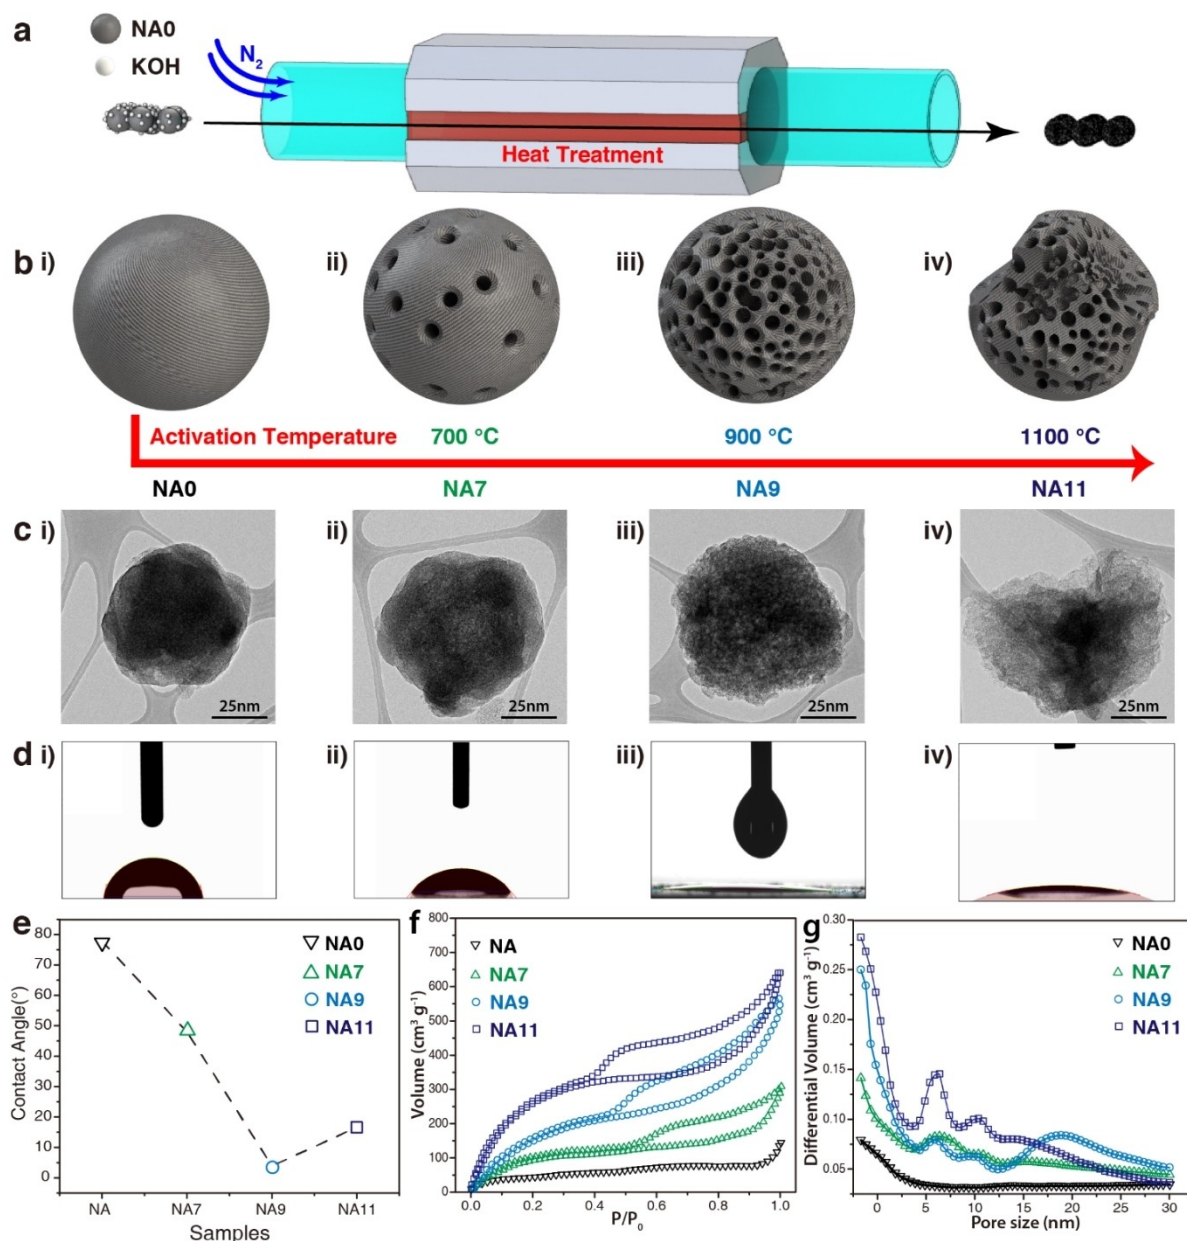 a
NA0
KOH
N2
Heat Treatment
b i) ii) iii) iv)
Activation Temperature 700 °C 900 °C 1100 °C
NA0 NA7 NA9 NA11
c i) ii) iii) iv)
25nm 25nm 25nm 25nm
d i) ii) iii) iv)
e
80
70
60
50
40
30
20
10
0
Contact Angle(°)
NA0
NA7
NA9
NA11
NA NA7 NA9 NA11
Samples
f
800
700
600
500
400
300
200
100
0
Volume (cm³ g⁻¹)
NA
NA7
NA9
NA11
0.0 0.2 0.4 0.6 0.8 1.0
P/P0
g
0.30
0.25
0.20
0.15
0.10
0.05
Differential Volume (cm³ g⁻¹)
NA0
NA7
NA9
NA11
0 5 10 15 20 25 30
Pore size (nm)